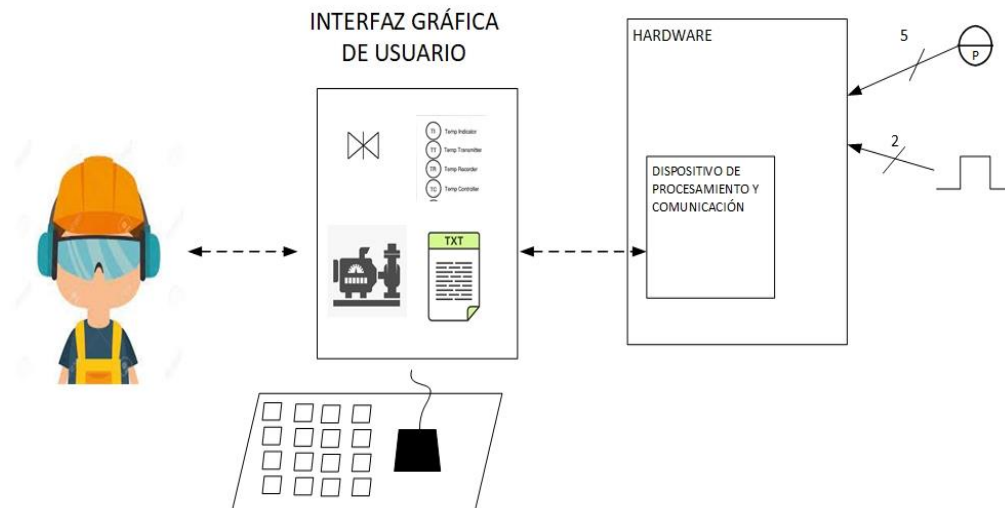 INTERFAZ GRÁFICA
DE USUARIO
HARDWARE
5
P
TI Temp Indicator
TT Temp Transmitter
TR Temp Recorder
TC Temp Controller
2
DISPOSITIVO DE
PROCESAMIENTO Y
COMUNICACIÓN
TXT